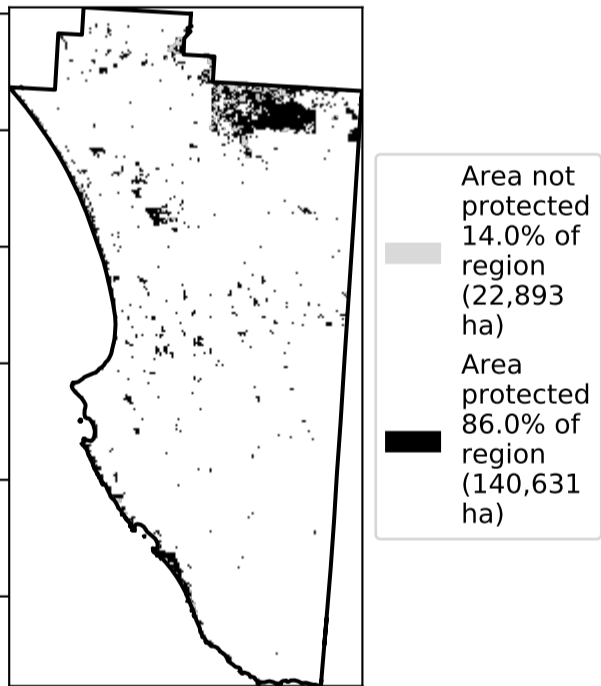 Area not
protected
14.0% of
region
(22,893
ha)
Area
protected
86.0% of
region
(140,631
ha)